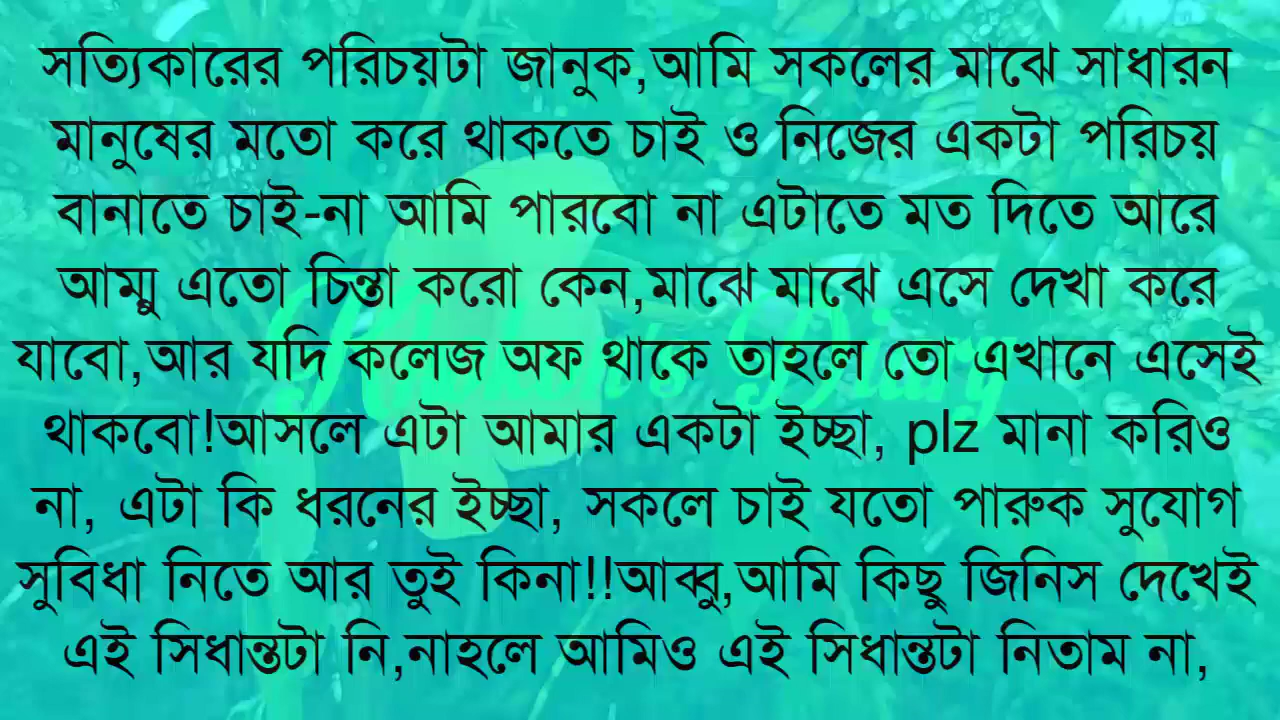 সত্যিকারের পরিচয়টা জানুক,আমি সকলের মাঝে সাধারন
মানুষের মতো করে থাকতে চাই ও নিজের একটা পরিচয়
বানাতে চাই-না আমি পারবো না এটাতে মত দিতে আরে
আম্মু এতো চিন্তা করো কেন,মাঝে মাঝে এসে দেখা করে
যাবো,আর যদি কলেজ অফ থাকে তাহলে তো এখানে এসেই
থাকবো!আসলে এটা আমার একটা ইচ্ছা, plz মানা করিও
না, এটা কি ধরনের ইচ্ছা, সকলে চাই যতো পারুক সুযোগ
সুবিধা নিতে আর তুই কিনা!!আব্বু,আমি কিছু জিনিস দেখেই
এই সিধান্তটা নি,নাহলে আমিও এই সিধান্তটা নিতাম না,